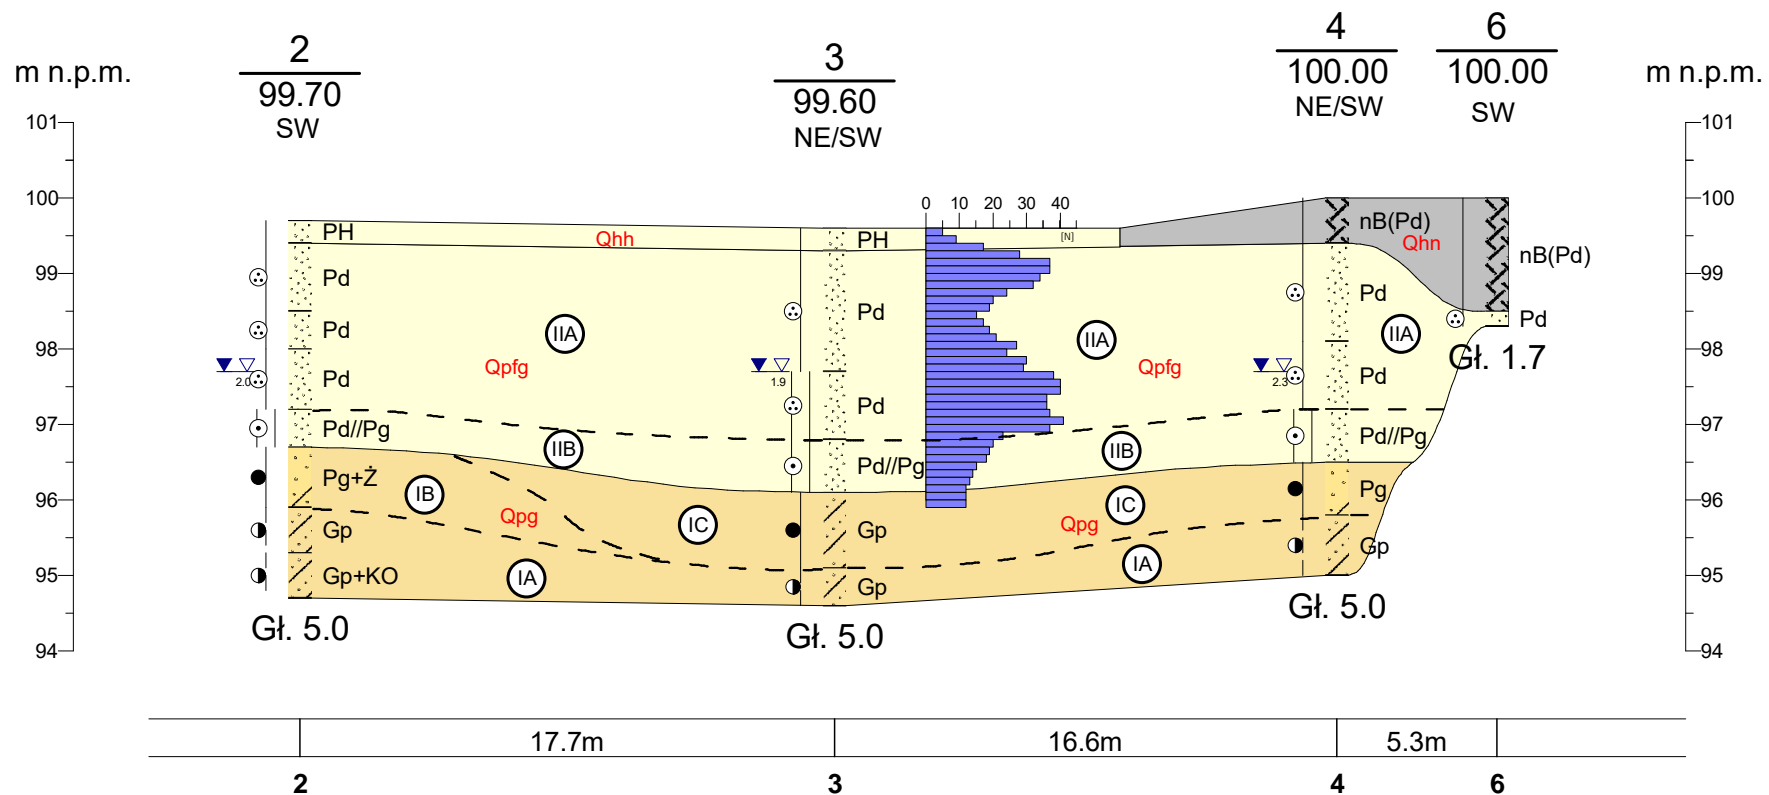 2
99.70
SW
3
99.60
NE/SW
4
100.00
NE/SW
6
100.00
SW
m n.p.m.
m n.p.m.
101
100
99
98
97
96
95
94
101
100
99
98
97
96
95
94
0 10 20 30 40
[N]
PH
Qhh
PH
nB(Pd)
Qhn
nB(Pd)
Pd
Pd
Pd
Pd
Pd
IIA
IIA
IIA
Gł. 1.7
Qpfg
Qpfg
2.0
1.9
2.3
Pd
Pd
Pd
Pd//Pg
IIB
Pd//Pg
IIB
Pd//Pg
Pg+Ż
IB
Qpg
IC
IC
Qpg
Pg
Gp
Gp
Gp
Gp+KO
IA
Gp
IA
Gł. 5.0
Gł. 5.0
Gł. 5.0
17.7m
16.6m
5.3m
2
3
4
6